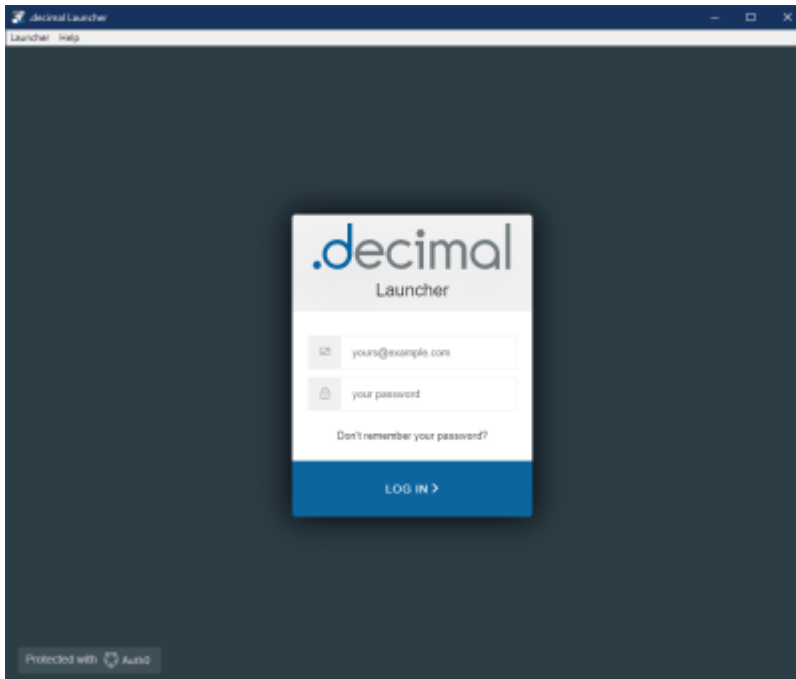 .decimal Launcher
Launcher Help
.decimal
Launcher
yours@example.com
your password
Don't remember your password?
LOG IN >
Protected with Auth0